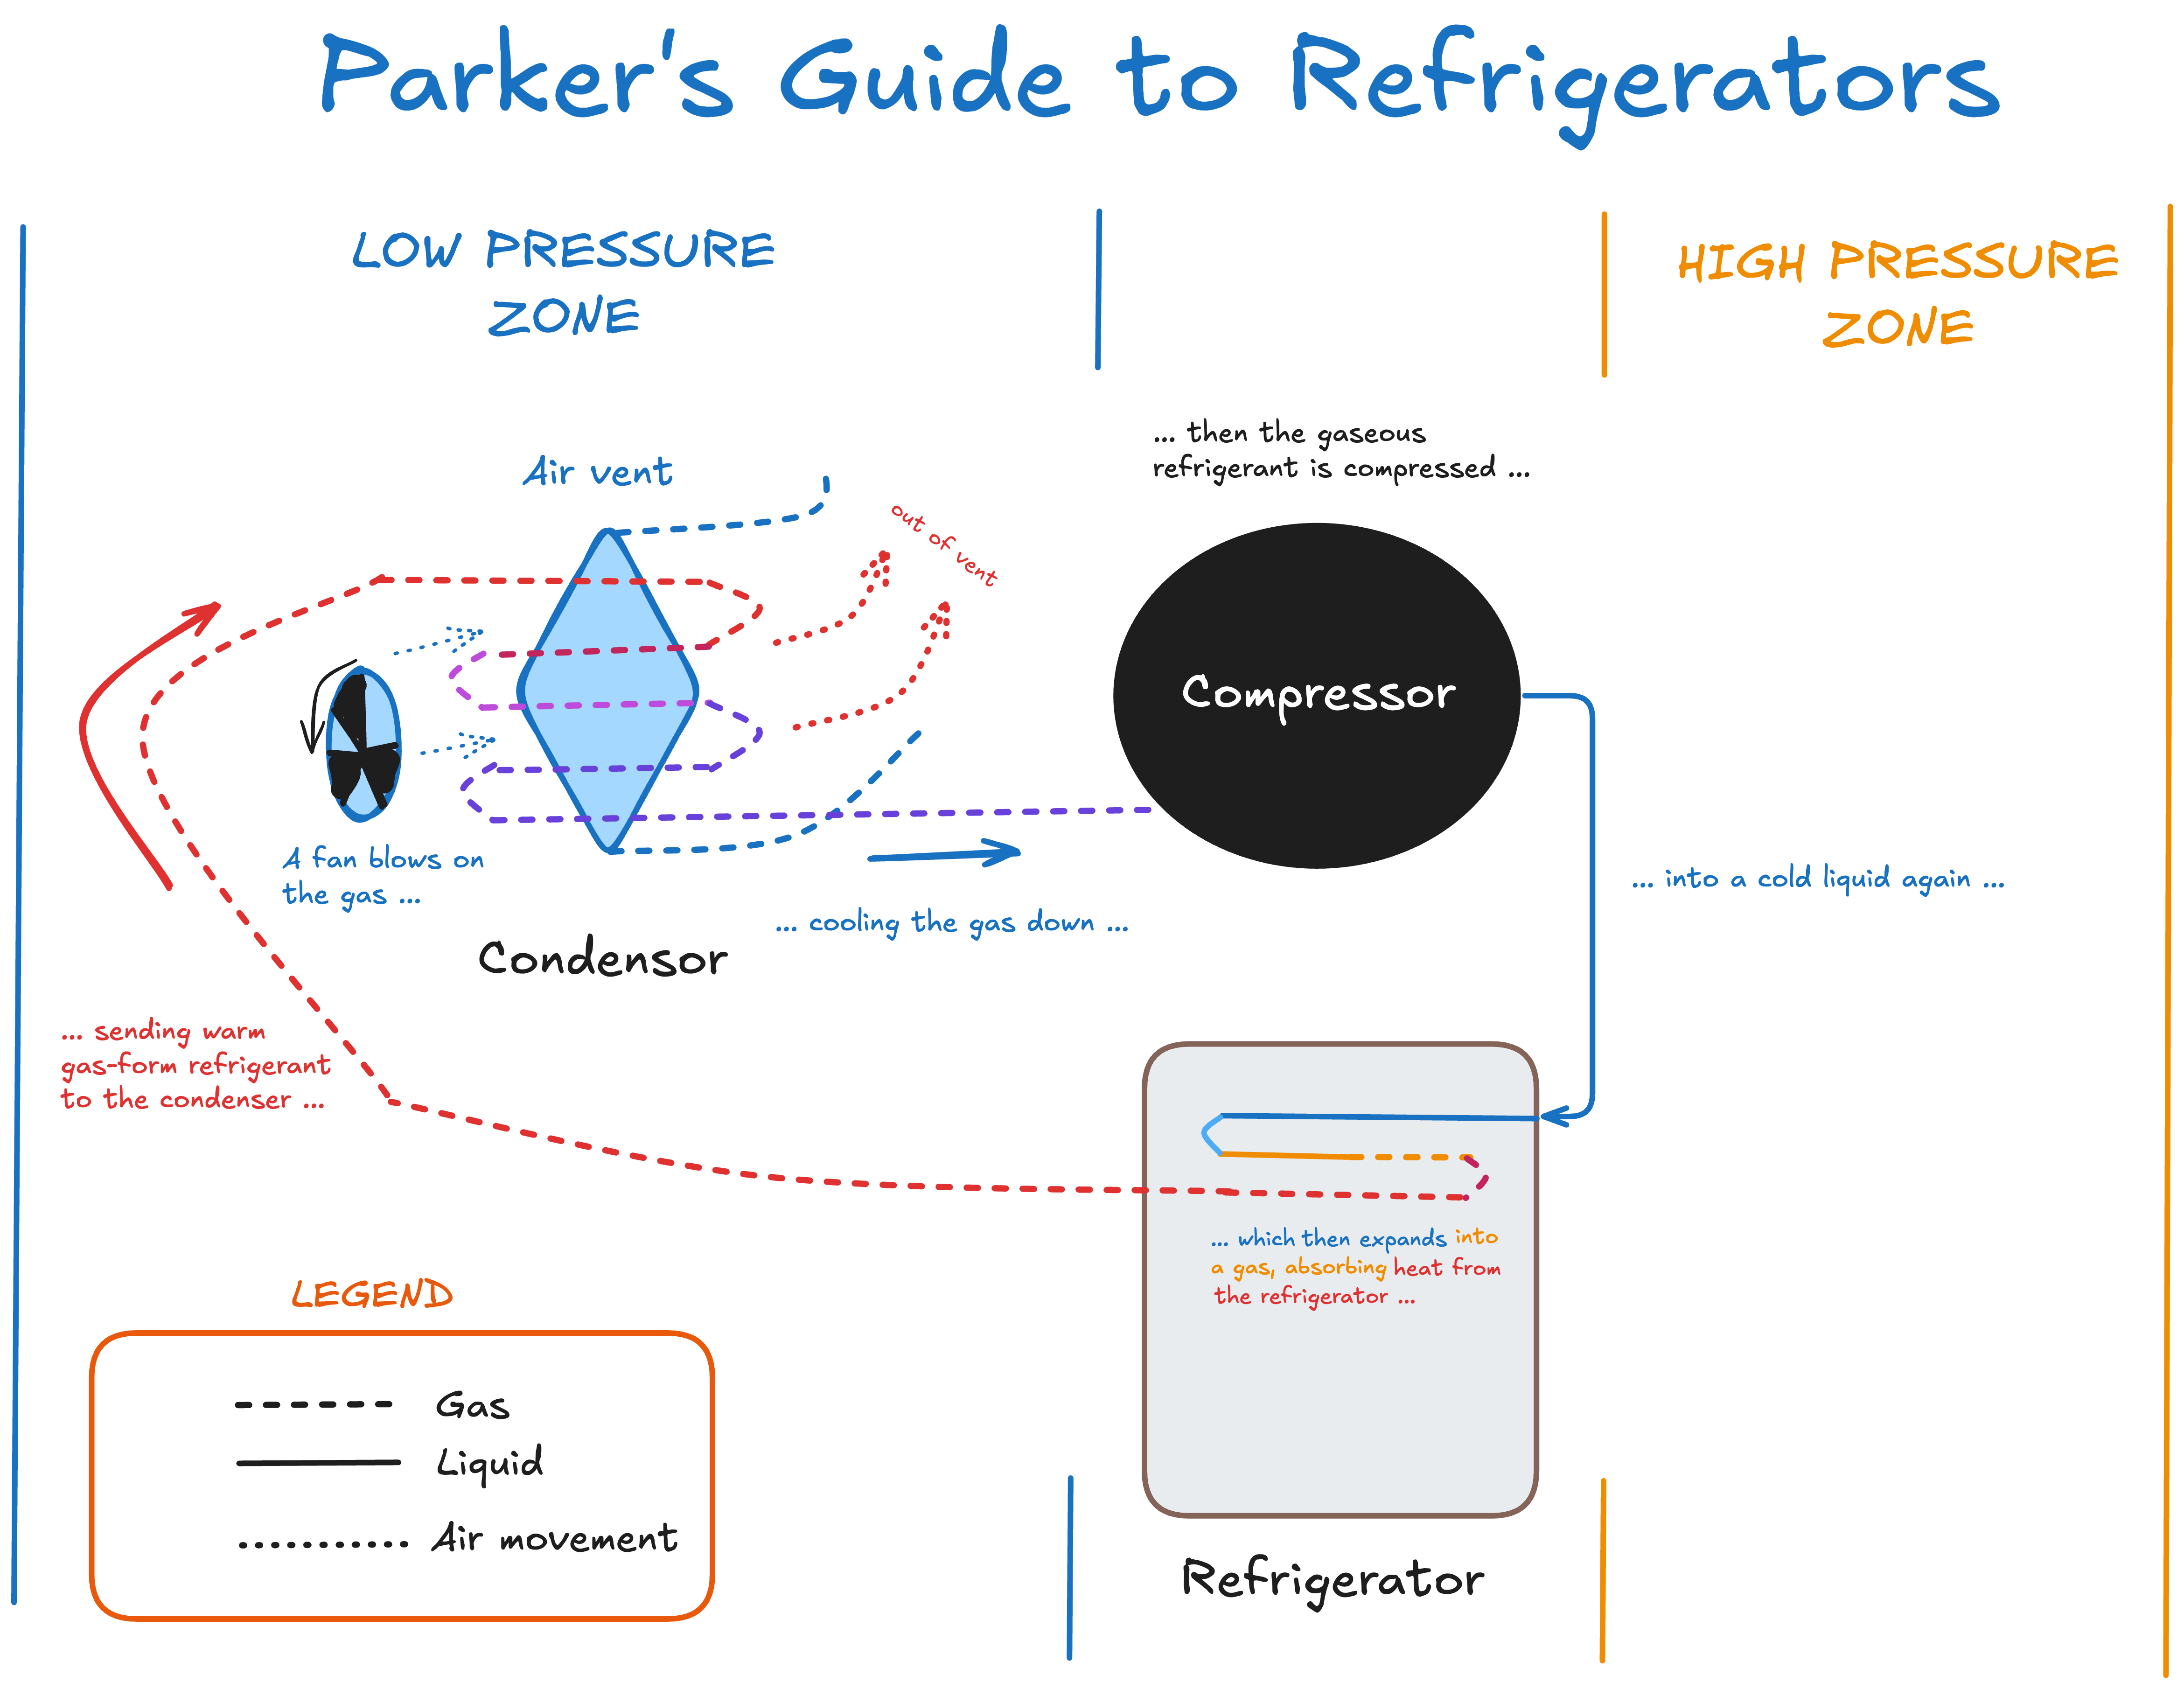 Parker's Guide to Refrigerators
LOW PRESSURE
ZONE
HIGH PRESSURE
ZONE
... then the gaseous
refrigerant is compressed ...
Air vent
out of vent
Compressor
A fan blows on
the gas ...
... into a cold liquid again ...
... cooling the gas down ...
Condensor
... sending warm
gas-form refrigerant
to the condenser ...
... which then expands into
a gas, absorbing heat from
the refrigerator ...
LEGEND
Gas
Liquid
Air movement
Refrigerator